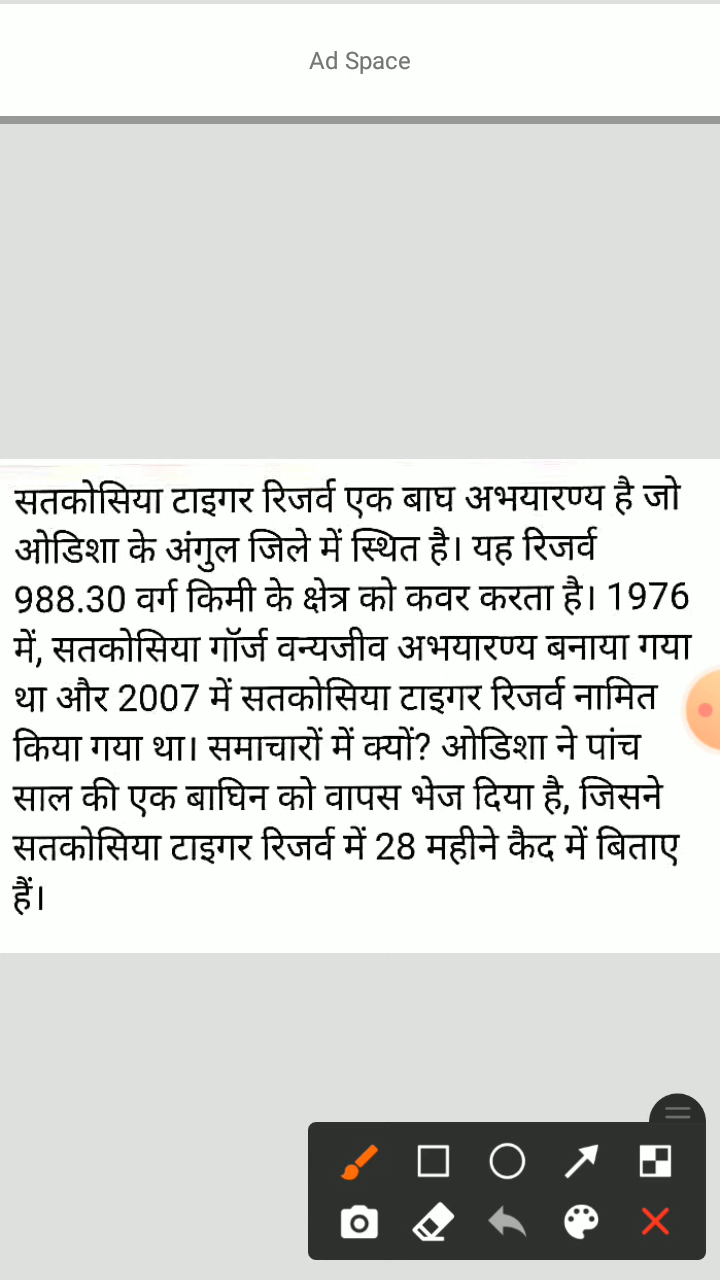 Ad Space
सतकोसिया टाइगर रिजर्व एक बाघ अभयारण्य है जो
ओडिशा के अंगुल जिले में स्थित है। यह रिजर्व
988.30 वर्ग किमी के क्षेत्र को कवर करता है। 1976
में, सतकोसिया गॉर्ज वन्यजीव अभयारण्य बनाया गया
था और 2007 में सतकोसिया टाइगर रिजर्व नामित
किया गया था। समाचारों में क्यों? ओडिशा ने पांच
साल की एक बाघिन को वापस भेज दिया है, जिसने
सतकोसिया टाइगर रिजर्व में 28 महीने कैद में बिताए
हैं।